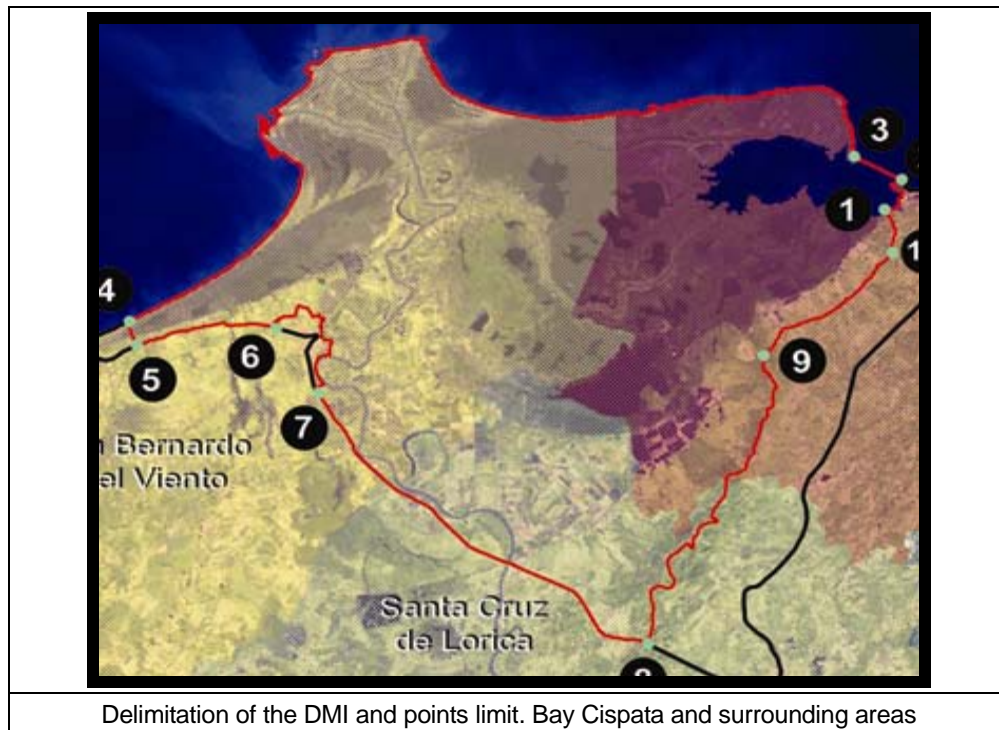 3
1
1
4
9
6
5
7
n Bernardo
el Viento
Santa Cruz
de Lorica
Delimitation of the DMI and points limit. Bay Cispata and surrounding areas